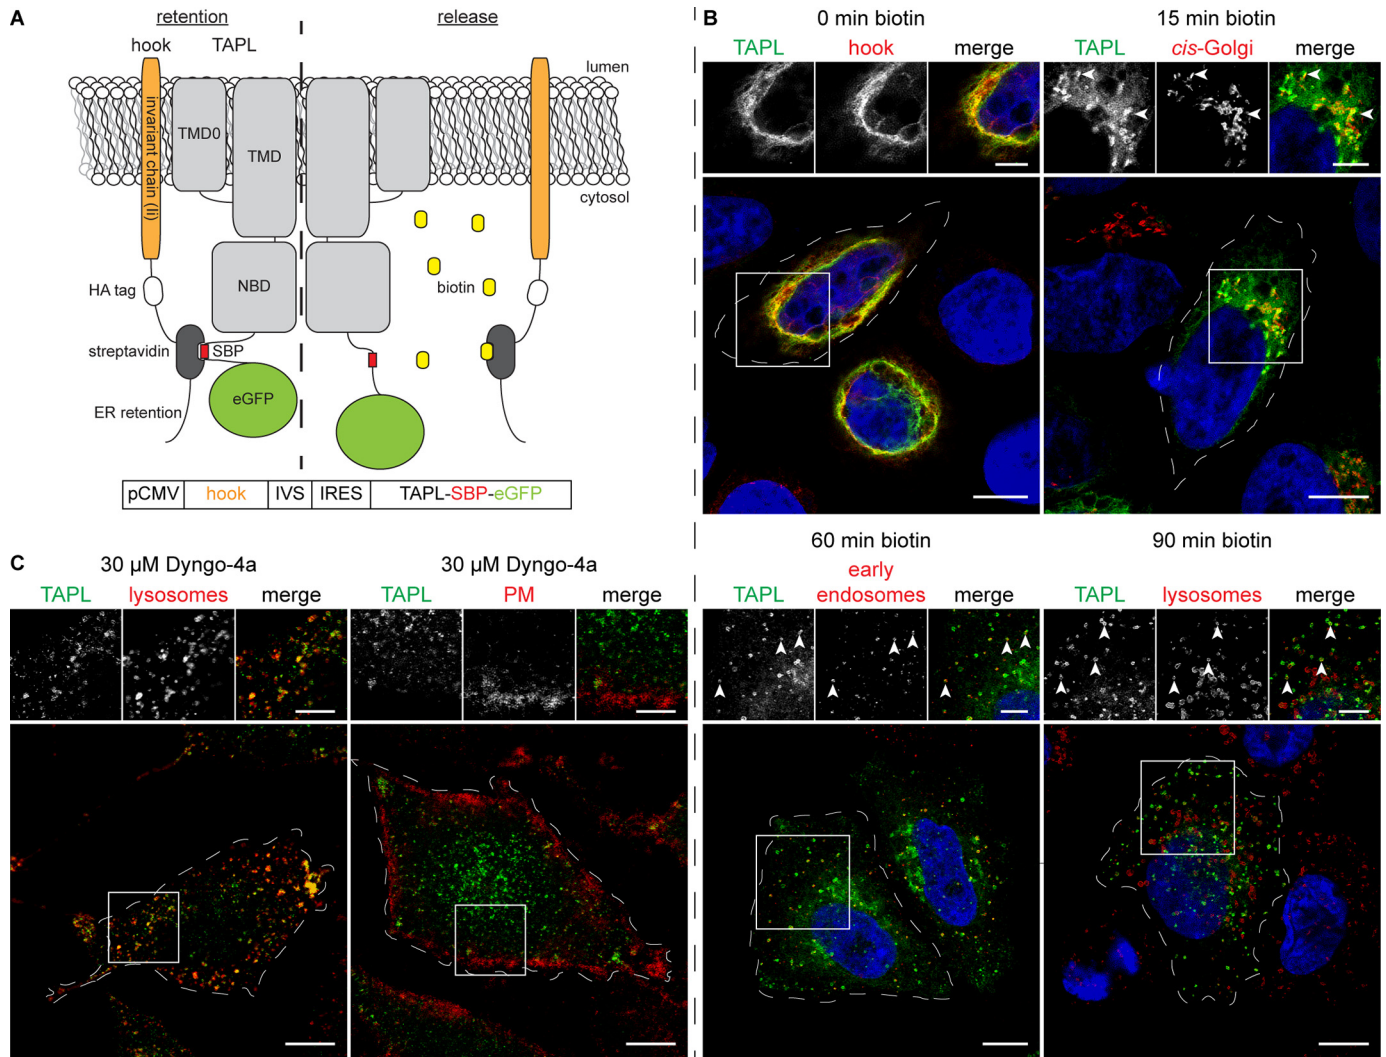 A
retention
release
hook
TAPL
lumen
invariant chain (Ii)
TMD0
TMD
cytosol
NBD
biotin
HA tag
streptavidin
SBP
eGFP
ER retention
pCMV
hook
IVS
IRES
TAPL-SBP-eGFP
B
0 min biotin
TAPL
hook
merge
15 min biotin
TAPL
cis-Golgi
merge
60 min biotin
TAPL
early
endosomes
merge
90 min biotin
TAPL
lysosomes
merge
C
30 µM Dyngo-4a
TAPL
lysosomes
merge
30 µM Dyngo-4a
TAPL
PM
merge